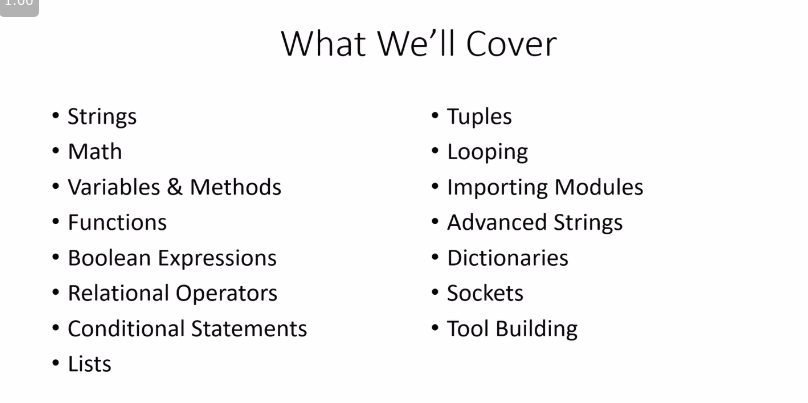 1:00
What We'll Cover
• Strings
• Math
• Variables & Methods
• Functions
• Boolean Expressions
• Relational Operators
• Conditional Statements
• Lists
• Tuples
• Looping
• Importing Modules
• Advanced Strings
• Dictionaries
• Sockets
• Tool Building